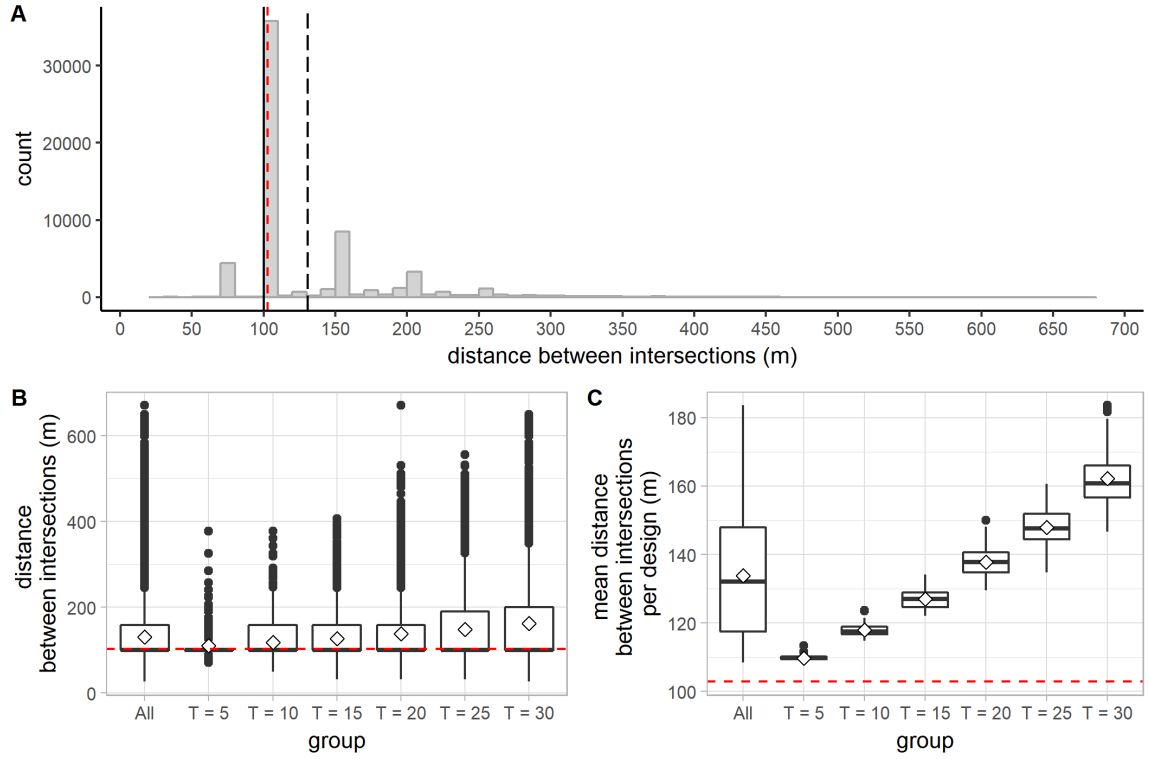 A
count
30000
20000
10000
0
0 50 100 150 200 250 300 350 400 450 500 550 600 650 700
distance between intersections (m)
B
distance
between intersections (m)
600
400
200
0
All T = 5 T = 10 T = 15 T = 20 T = 25 T = 30
group
C
mean distance
between intersections
per design (m)
180
160
140
120
100
All T = 5 T = 10 T = 15 T = 20 T = 25 T = 30
group